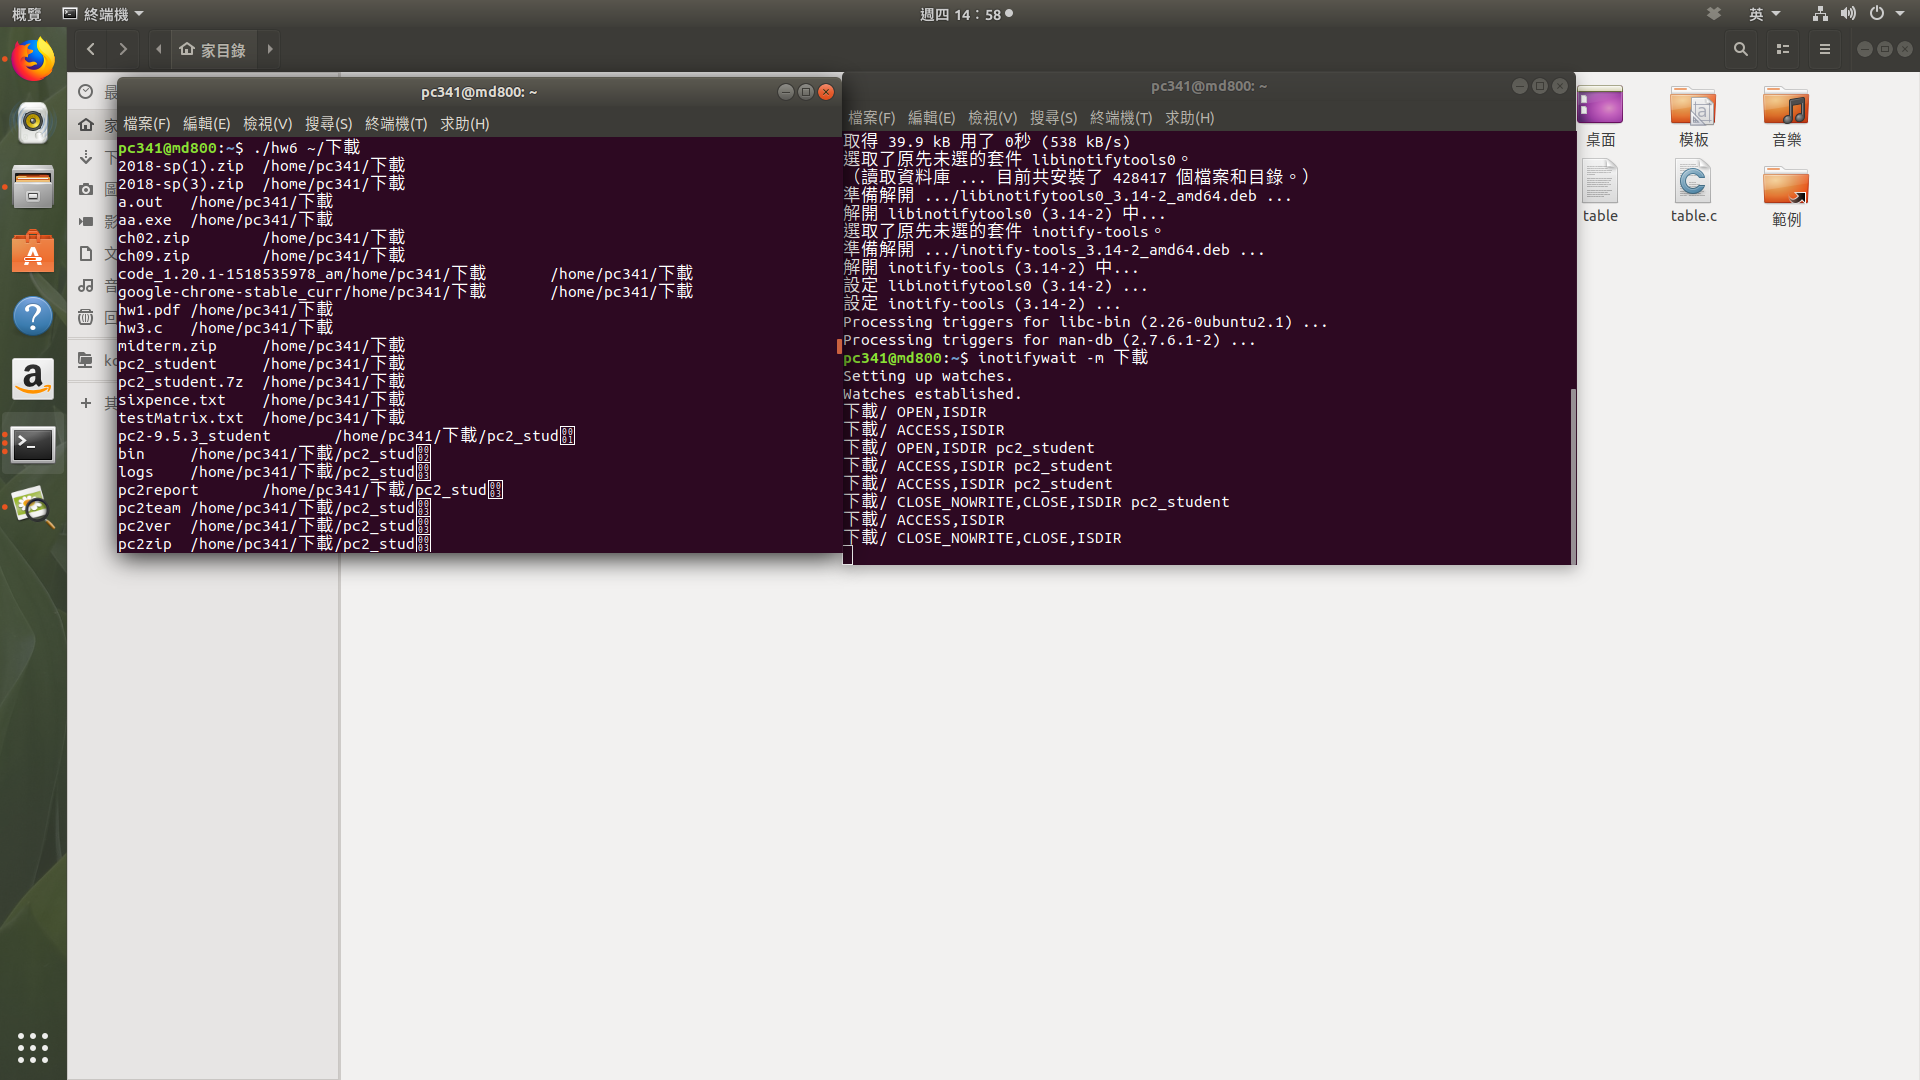 概覽 終端機 週四 14：58 英
家目錄
pc341@md800: ~
檔案(F) 編輯(E) 檢視(V) 搜尋(S) 終端機(T) 求助(H)
pc341@md800:~$ ./hw6 ~/下載
2018-sp(1).zip /home/pc341/下載
2018-sp(3).zip /home/pc341/下載
a.out /home/pc341/下載
aa.exe /home/pc341/下載
ch02.zip /home/pc341/下載
ch09.zip /home/pc341/下載
code_1.20.1-1518535978_am/home/pc341/下載 /home/pc341/下載
google-chrome-stable_curr/home/pc341/下載 /home/pc341/下載
hw1.pdf /home/pc341/下載
hw3.c /home/pc341/下載
midterm.zip /home/pc341/下載
pc2_student /home/pc341/下載
pc2_student.7z /home/pc341/下載
sixpence.txt /home/pc341/下載
testMatrix.txt /home/pc341/下載
pc2-9.5.3_student /home/pc341/下載/pc2_stud
bin /home/pc341/下載/pc2_stud
logs /home/pc341/下載/pc2_stud
pc2report /home/pc341/下載/pc2_stud
pc2team /home/pc341/下載/pc2_stud
pc2ver /home/pc341/下載/pc2_stud
pc2zip /home/pc341/下載/pc2_stud
pc341@md800: ~
檔案(F) 編輯(E) 檢視(V) 搜尋(S) 終端機(T) 求助(H)
取得 39.9 kB 用了 0秒 (538 kB/s)
選取了原先未選的套件 libinotifytools0。
（讀取資料庫 ... 目前共安裝了 428417 個檔案和目錄。）
準備解開 .../libinotifytools0_3.14-2_amd64.deb ...
解開 libinotifytools0 (3.14-2) 中...
選取了原先未選的套件 inotify-tools。
準備解開 .../inotify-tools_3.14-2_amd64.deb ...
解開 inotify-tools (3.14-2) 中...
設定 libinotifytools0 (3.14-2) ...
設定 inotify-tools (3.14-2) ...
Processing triggers for libc-bin (2.26-0ubuntu2.1) ...
Processing triggers for man-db (2.7.6.1-2) ...
pc341@md800:~$ inotifywait -m 下載
Setting up watches.
Watches established.
下載/ OPEN,ISDIR
下載/ ACCESS,ISDIR
下載/ OPEN,ISDIR pc2_student
下載/ ACCESS,ISDIR pc2_student
下載/ ACCESS,ISDIR pc2_student
下載/ CLOSE_NOWRITE,CLOSE,ISDIR pc2_student
下載/ ACCESS,ISDIR
下載/ CLOSE_NOWRITE,CLOSE,ISDIR
桌面 模板 音樂
table table.c 範例